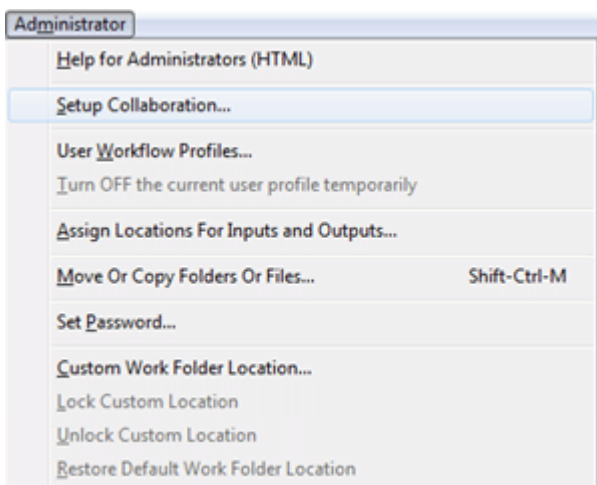 Administrator
Help for Administrators (HTML)
Setup Collaboration...
User Workflow Profiles...
Turn OFF the current user profile temporarily
Assign Locations For Inputs and Outputs...
Move Or Copy Folders Or Files... Shift-Ctrl-M
Set Password...
Custom Work Folder Location...
Lock Custom Location
Unlock Custom Location
Restore Default Work Folder Location